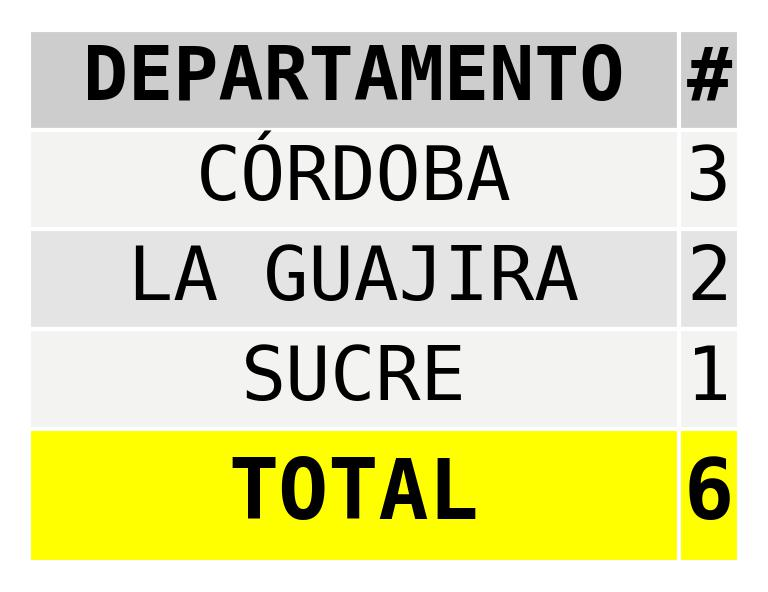 DEPARTAMENTO #
CÓRDOBA 3
LA GUAJIRA 2
SUCRE 1
TOTAL 6